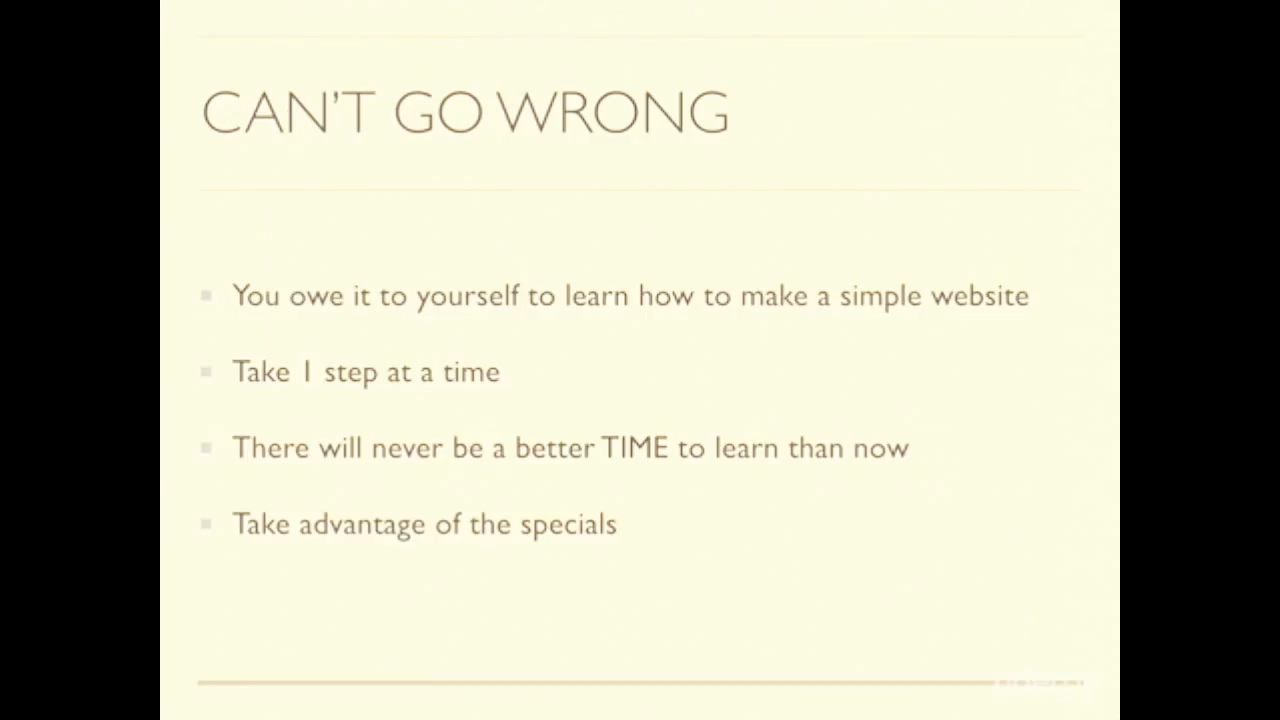 CAN'T GO WRONG
You owe it to yourself to learn how to make a simple website
Take 1 step at a time
There will never be a better TIME to learn than now
Take advantage of the specials